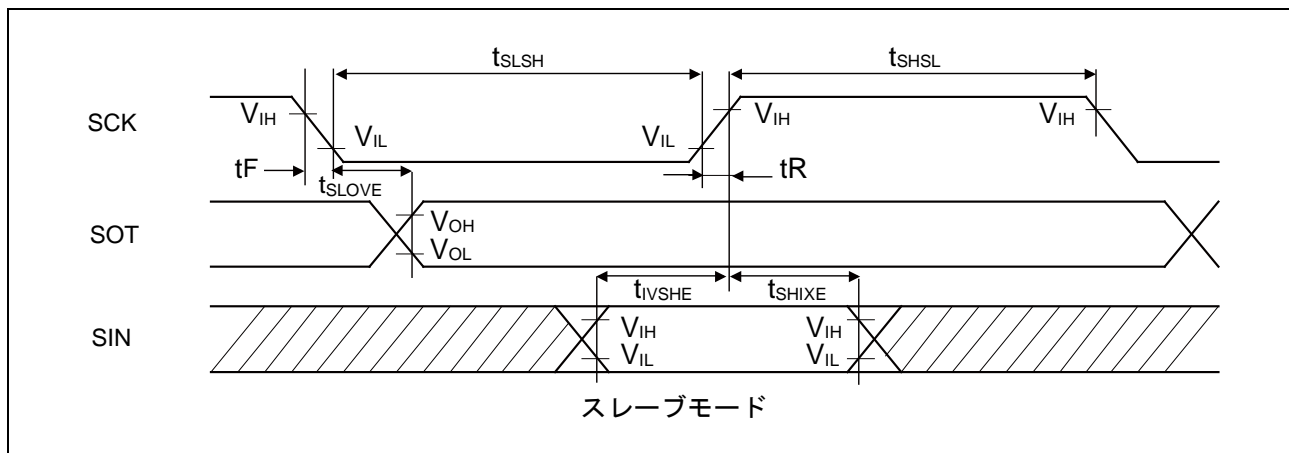 tSLSH
tSHSL
SCK
VIH
VIL
VIL
VIH
VIH
tF
tSLOVE
tR
SOT
VOH
VOL
tIVSHE
tSHIXE
SIN
VIH
VIL
VIH
VIL
スレーブモード